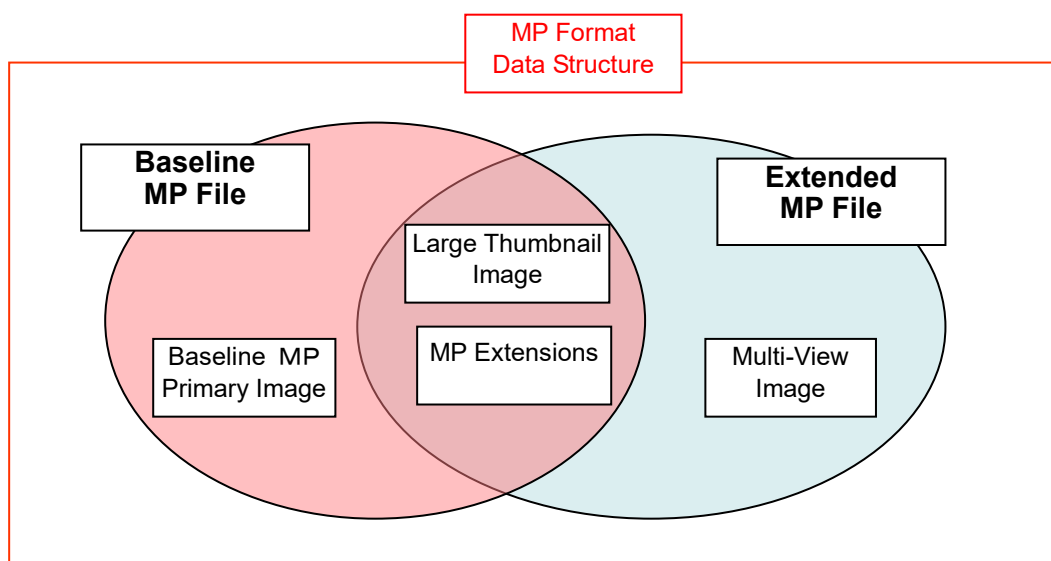 MP Format
Data Structure
Baseline
MP File
Extended
MP File
Large Thumbnail
Image
MP Extensions
Baseline MP
Primary Image
Multi-View
Image